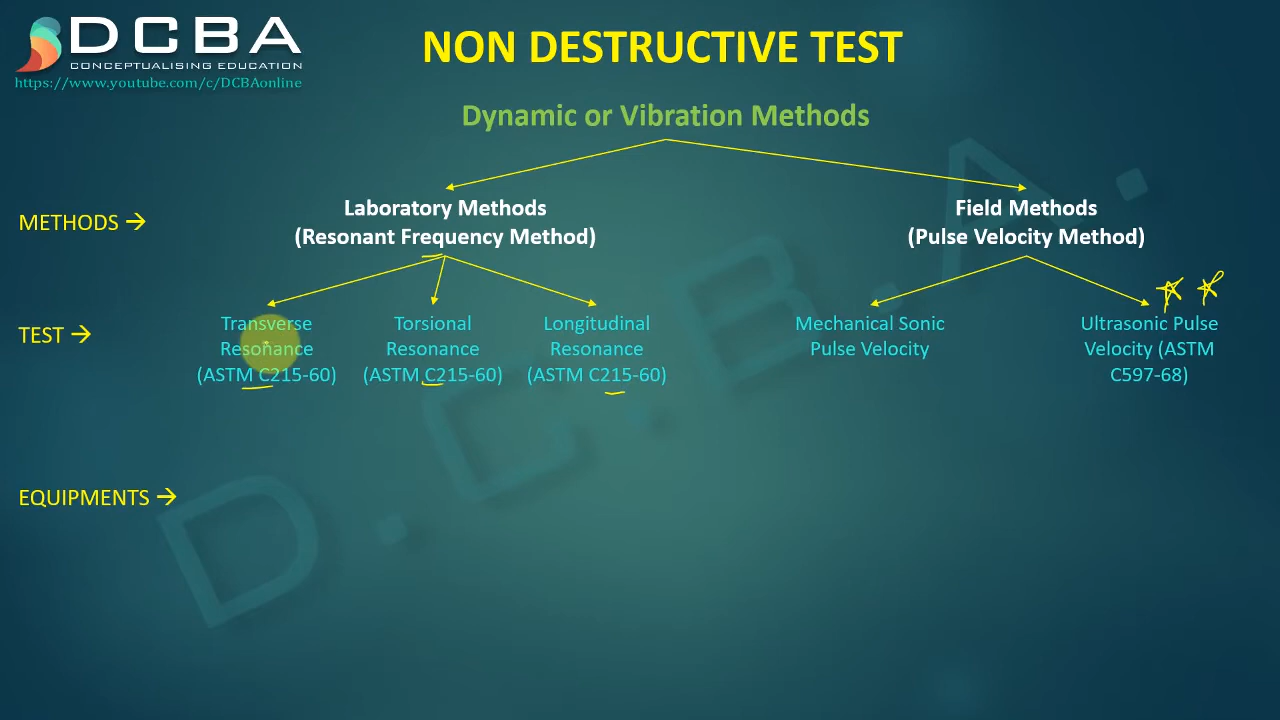 DCBA
CONCEPTUALISING EDUCATION
https://www.youtube.com/c/DCBAonline
NON DESTRUCTIVE TEST
Dynamic or Vibration Methods
METHODS →
Laboratory Methods
(Resonant Frequency Method)
Field Methods
(Pulse Velocity Method)
TEST →
Transverse
Resonance
(ASTM C215-60)
Torsional
Resonance
(ASTM C215-60)
Longitudinal
Resonance
(ASTM C215-60)
Mechanical Sonic
Pulse Velocity
Ultrasonic Pulse
Velocity (ASTM
C597-68)
EQUIPMENTS →
D.C.B.A.